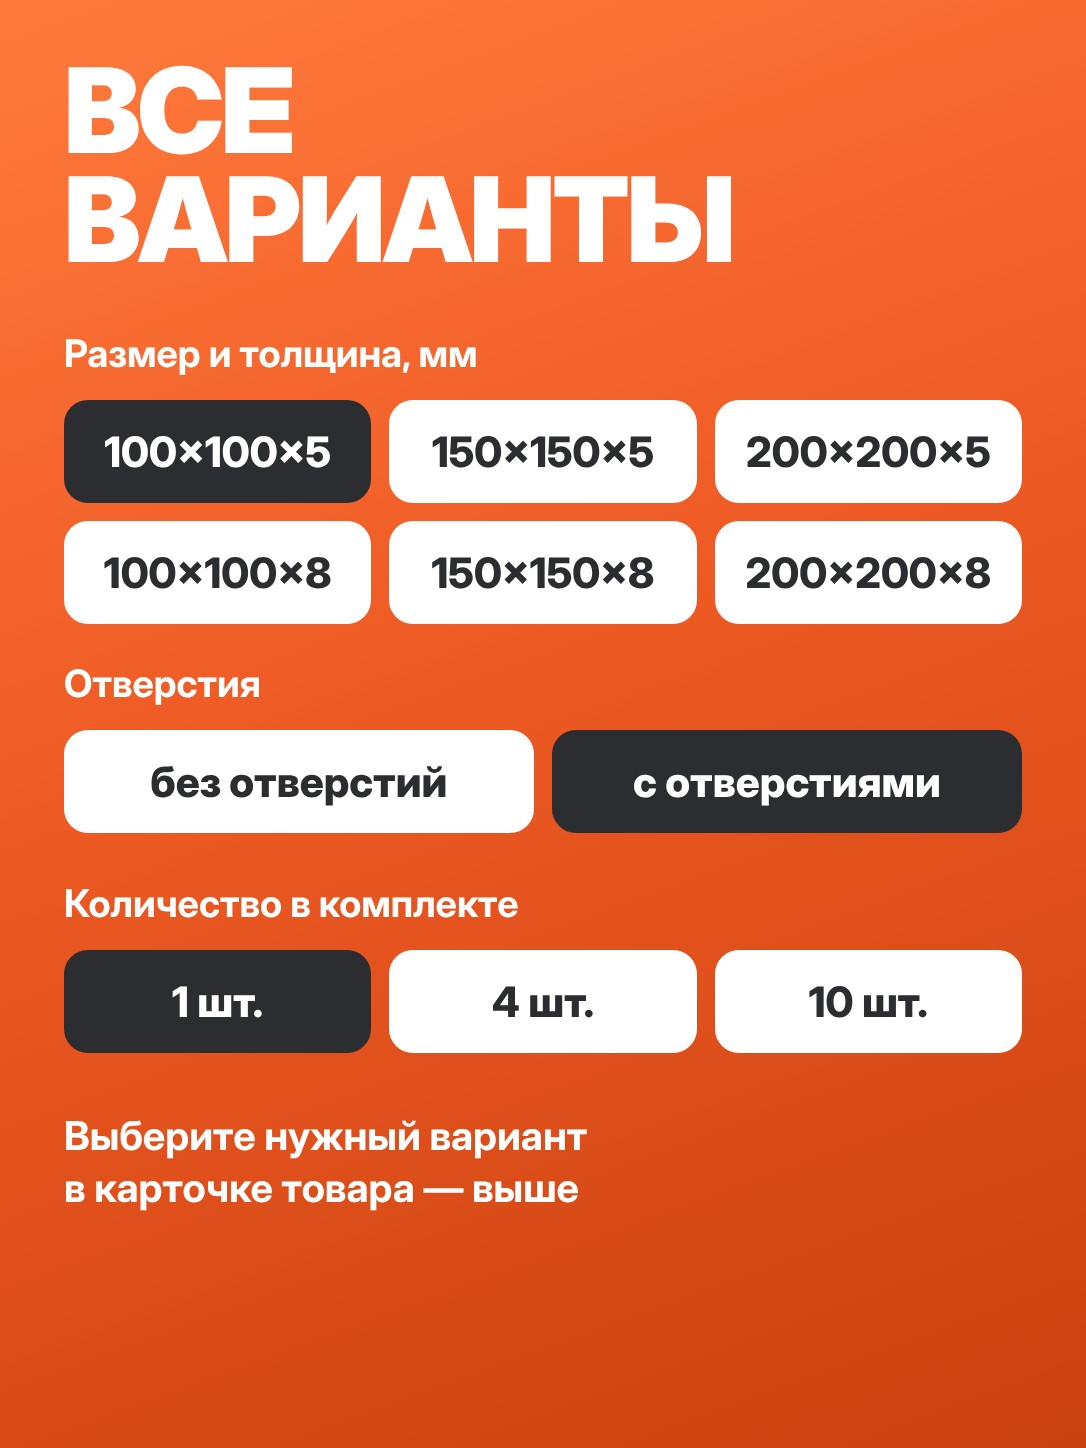 ВСЕ
ВАРИАНТЫ
Размер и толщина, мм
100×100×5 150×150×5 200×200×5
100×100×8 150×150×8 200×200×8
Отверстия
без отверстий с отверстиями
Количество в комплекте
1 шт. 4 шт. 10 шт.
Выберите нужный вариант
в карточке товара — выше